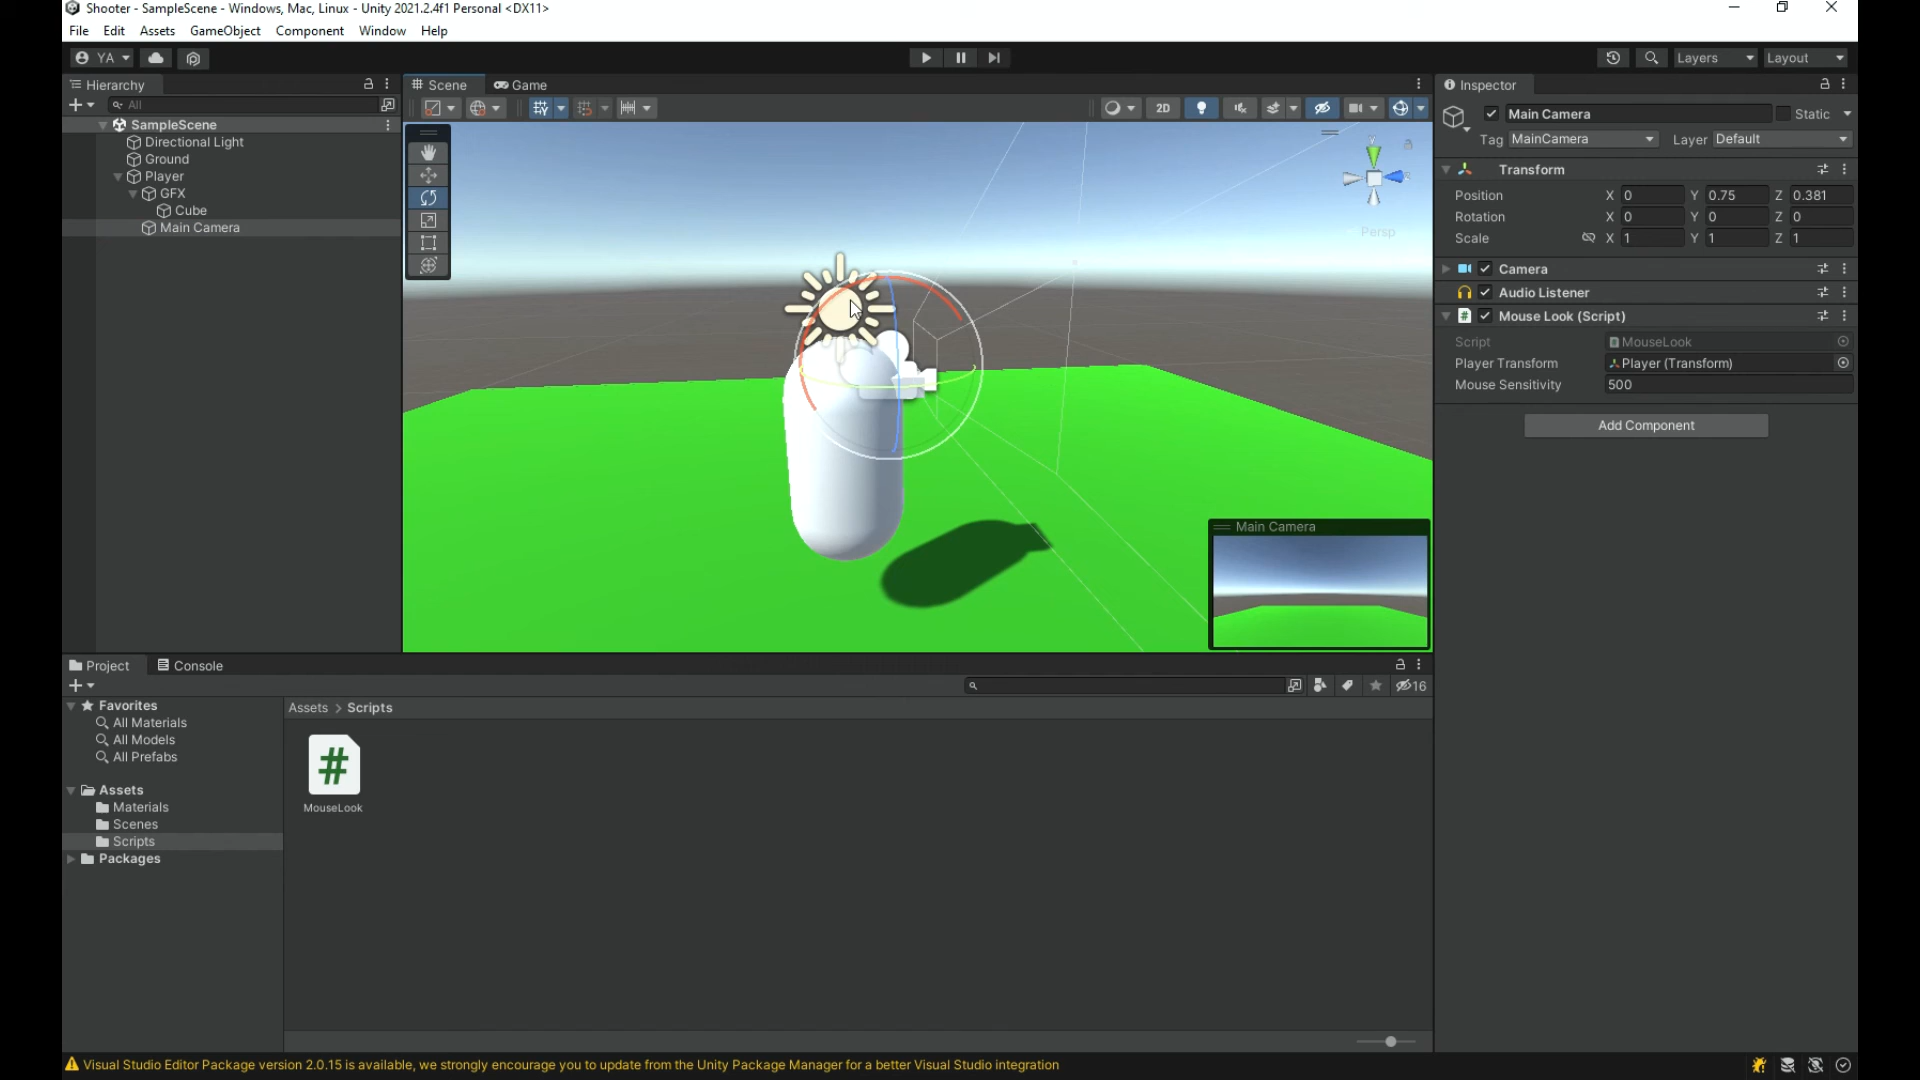 Shooter - SampleScene - Windows, Mac, Linux - Unity 2021.2.4f1 Personal <DX11>
File Edit Assets GameObject Component Window Help
YA Layers Layout
Hierarchy
All
SampleScene
Directional Light
Ground
Player
GFX
Cube
Main Camera
Scene Game
2D
Persp
Main Camera
Inspector
Main Camera Static
Tag MainCamera Layer Default
Transform
Position X 0 Y 0.75 Z 0.381
Rotation X 0 Y 0 Z 0
Scale X 1 Y 1 Z 1
Camera
Audio Listener
# Mouse Look (Script)
Script MouseLook
Player Transform Player (Transform)
Mouse Sensitivity 500
Add Component
Project Console
16
Favorites
All Materials
All Models
All Prefabs
Assets
Materials
Scenes
Scripts
Packages
Assets > Scripts
#
MouseLook
Visual Studio Editor Package version 2.0.15 is available, we strongly encourage you to update from the Unity Package Manager for a better Visual Studio integration